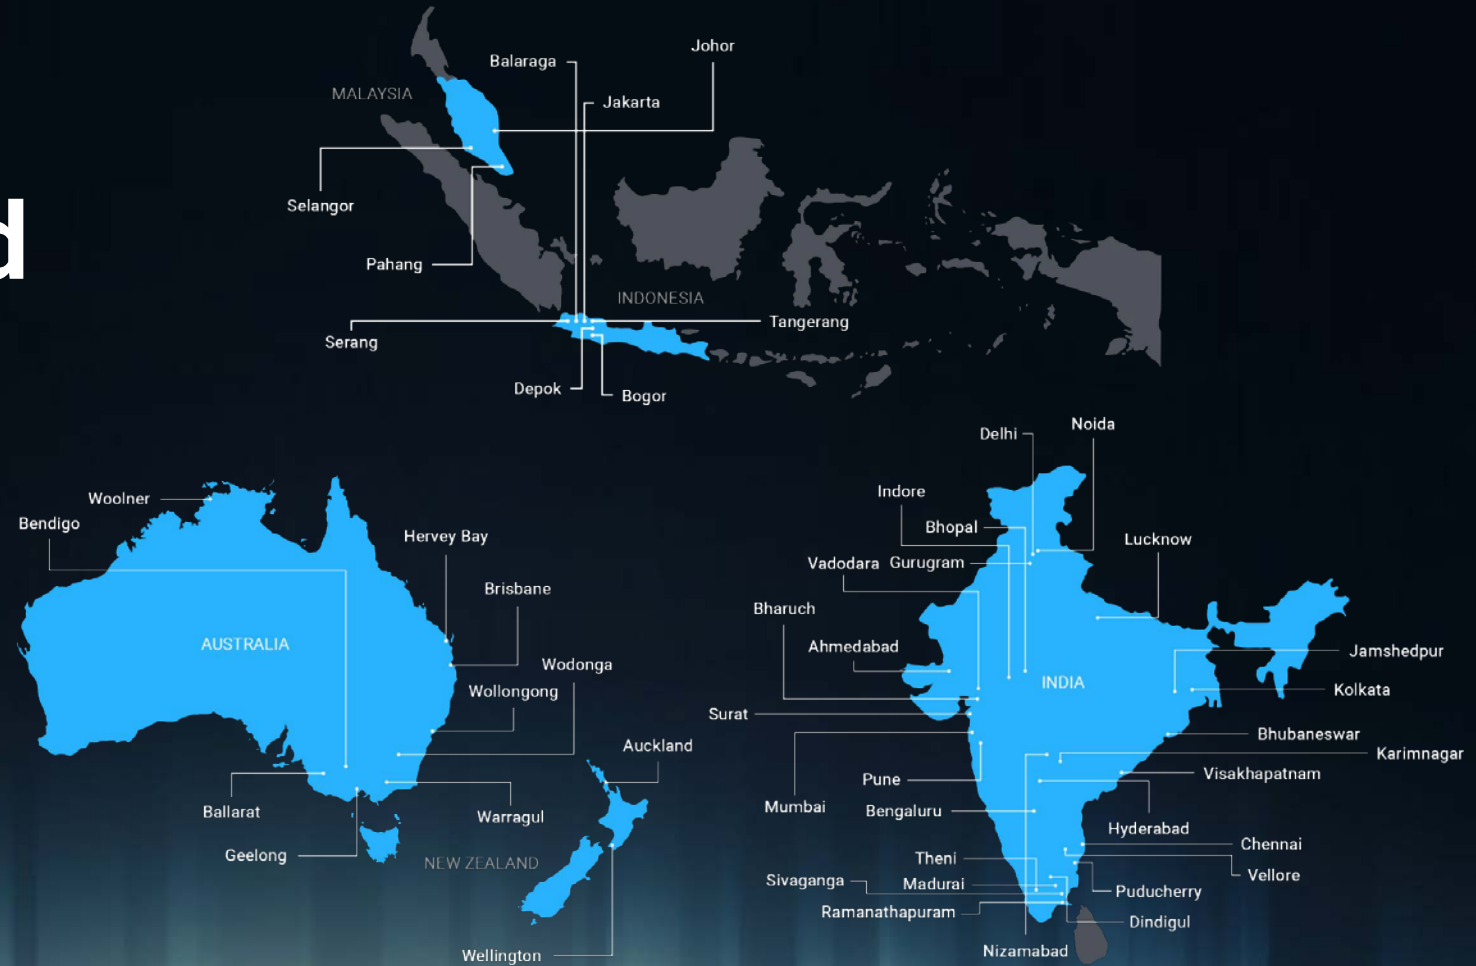 Johor
Balaraga
MALAYSIA
Jakarta
Selangor
d
Pahang
INDONESIA
Tangerang
Serang
Depok
Bogor
Woolner
Bendigo
Hervey Bay
Brisbane
AUSTRALIA
Wodonga
Wollongong
Auckland
Ballarat
Warragul
Geelong
NEW ZEALAND
Wellington
Noida
Delhi
Indore
Bhopal
Lucknow
Vadodara
Gurugram
Bharuch
Ahmedabad
Jamshedpur
INDIA
Kolkata
Surat
Bhubaneswar
Karimnagar
Visakhapatnam
Pune
Mumbai
Bengaluru
Hyderabad
Chennai
Theni
Vellore
Sivaganga
Madurai
Puducherry
Ramanathapuram
Dindigul
Nizamabad